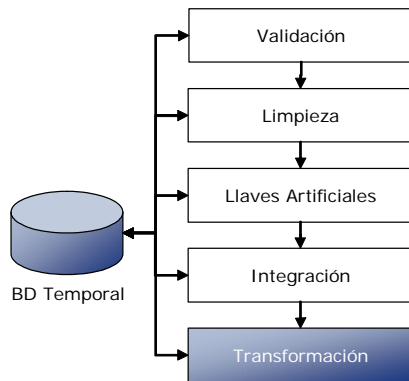 Validación
Limpieza
Llaves Artificiales
BD Temporal
Integración
Transformación